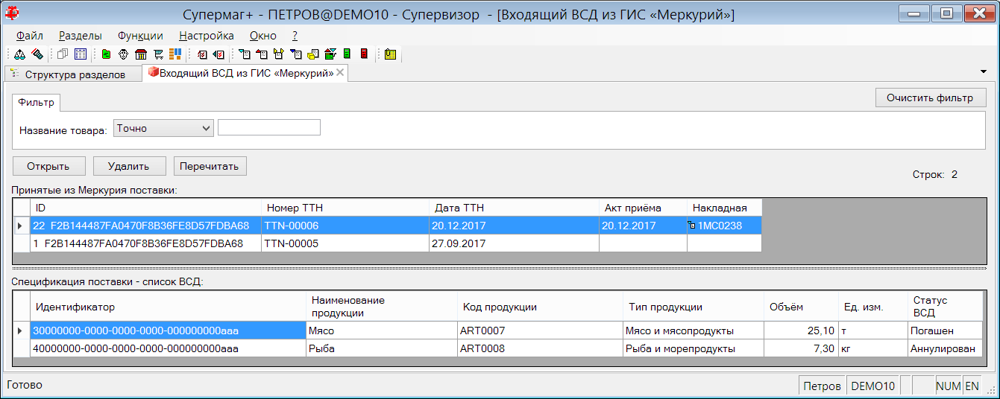 Супермаг+ - ПЕТРОВ@DEMO10 - Супервизор - [Входящий ВСД из ГИС «Меркурий»]
Файл Разделы Функции Настройка Окно ?
Структура разделов Входящий ВСД из ГИС «Меркурий»
Фильтр Очистить фильтр
Название товара: Точно
Открыть Удалить Перечитать
Строк: 2
Принятые из Меркурия поставки:
ID Номер ТТН Дата ТТН Акт приёма Накладная
22 F2B144487FA0470F8B36FE8D57FDBA68 TTN-00006 20.12.2017 20.12.2017 1МС0238
1 F2B144487FA0470F8B36FE8D57FDBA68 TTN-00005 27.09.2017
Спецификация поставки - список ВСД:
Идентификатор Наименование продукции Код продукции Тип продукции Объём Ед. изм. Статус ВСД
30000000-0000-0000-0000-000000000aaa Мясо ART0007 Мясо и мясопродукты 25,10 т Погашен
40000000-0000-0000-0000-000000000aaa Рыба ART0008 Рыба и морепродукты 7,30 кг Аннулирован
Готово Петров DEMO10 NUM EN